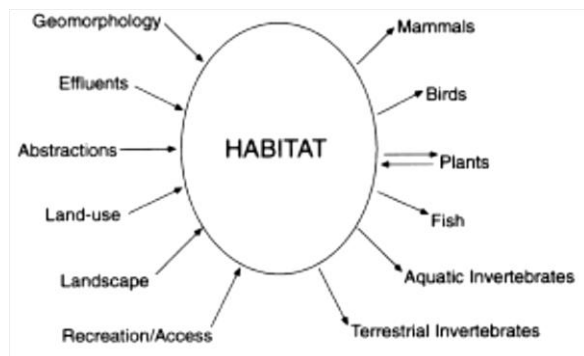 Geomorphology
Mammals
Effluents
Birds
Abstractions
HABITAT
Plants
Land-use
Fish
Landscape
Aquatic Invertebrates
Recreation/Access
Terrestrial Invertebrates